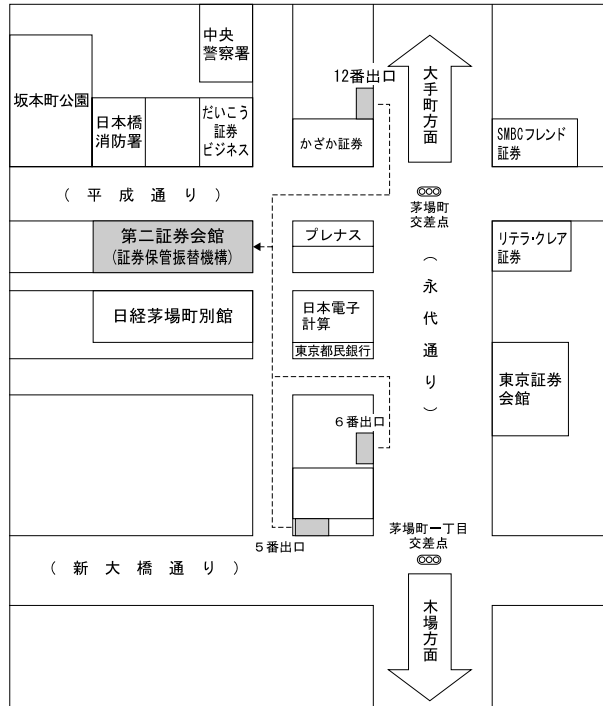 中央
警察署
12番出口
大手町方面
坂本町公園
日本橋
消防署
だいこう
証券
ビジネス
かざか証券
SMBCフレンド
証券
(平成通り)
茅場町
交差点
第二証券会館
(証券保管振替機構)
プレナス
リテラ・クレア
証券
(永代通り)
日経茅場町別館
日本電子
計算
東京都民銀行
東京証券
会館
6番出口
5番出口
茅場町一丁目
交差点
(新大橋通り)
木場方面